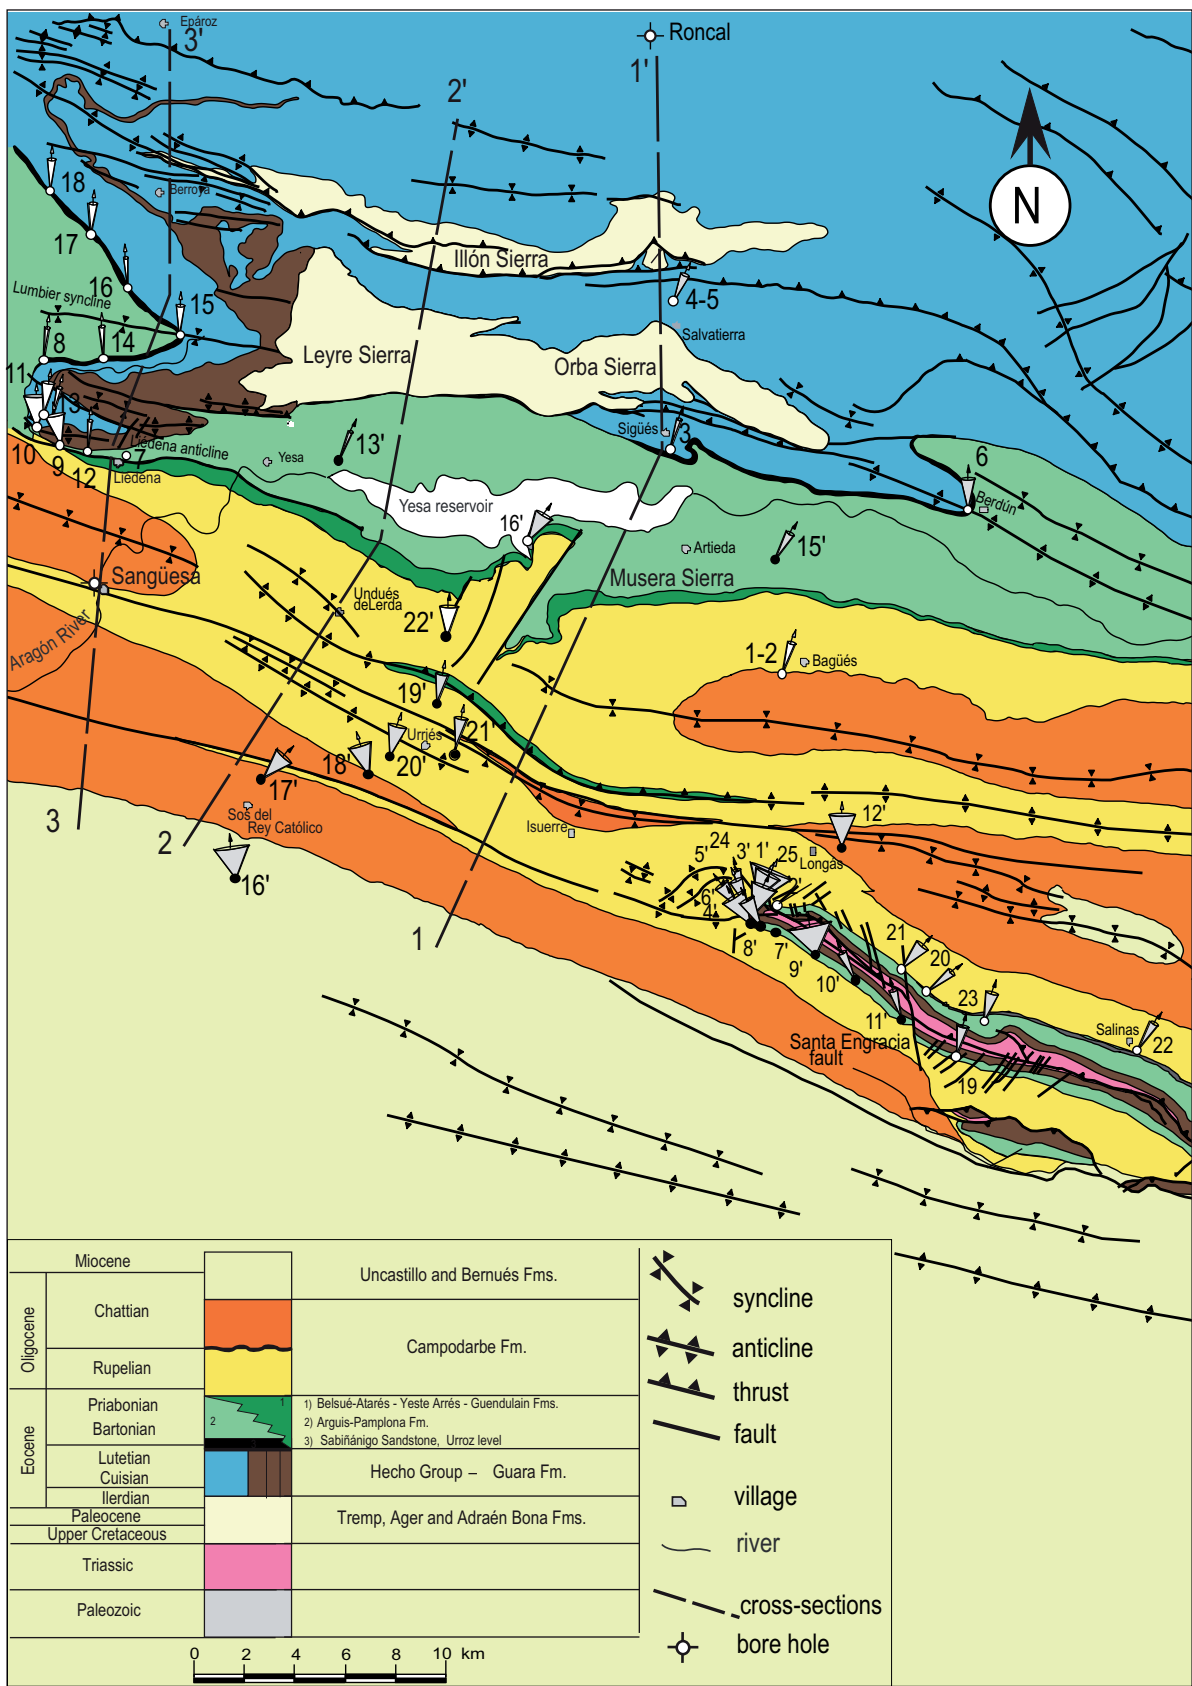 Epároz
3'
Roncal
1'
2'
N
18
Berroya
17
Illón Sierra
16
4-5
Lumbier syncline
15
Salvatierra
8
14
Leyre Sierra
Orba Sierra
11
13
Sigüés
3
10
9
12
7
Liédena anticline
Liédena
Yesa
13'
6
Berdún
Yesa reservoir
16'
15'
Artieda
Musera Sierra
Sangüesa
Undués
deLerda
22'
Aragón River
1-2
Bagüés
19'
Urriés
21'
20'
18'
17'
3
Sos del
Rey Católico
2
Isuerre
12'
16'
24
3'
1'
25
5'
2'
Longás
6'
4'
1
8'
7'
9'
10'
21
20
11'
23
Salinas
22
Santa Engracia
fault
19
Miocene
Uncastillo and Bernués Fms.
Oligocene
Chattian
Campodarbe Fm.
Rupelian
Eocene
Priabonian
Bartonian
1
2
1) Belsué-Atarés - Yeste Arrés - Guendulain Fms.
2) Arguis-Pamplona Fm.
3) Sabiñánigo Sandstone, Urroz level
Lutetian
Cuisian
Hecho Group – Guara Fm.
Ilerdian
Paleocene
Upper Cretaceous
Tremp, Ager and Adraén Bona Fms.
Triassic
Paleozoic
syncline
anticline
thrust
fault
village
river
cross-sections
bore hole
0 2 4 6 8 10 km